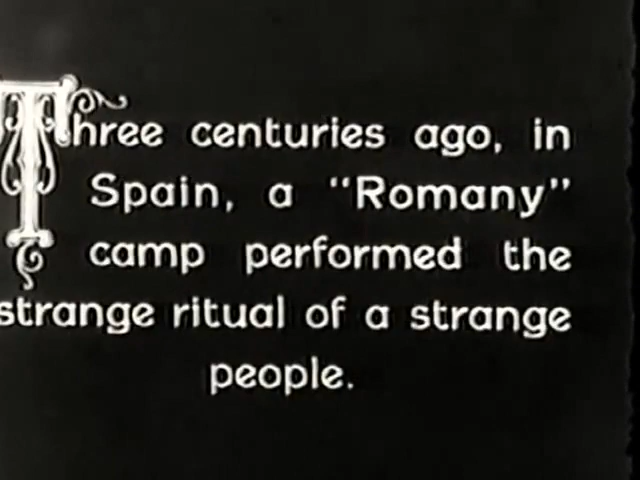 Three centuries ago, in
Spain, a "Romany"
camp performed the
strange ritual of a strange
people.